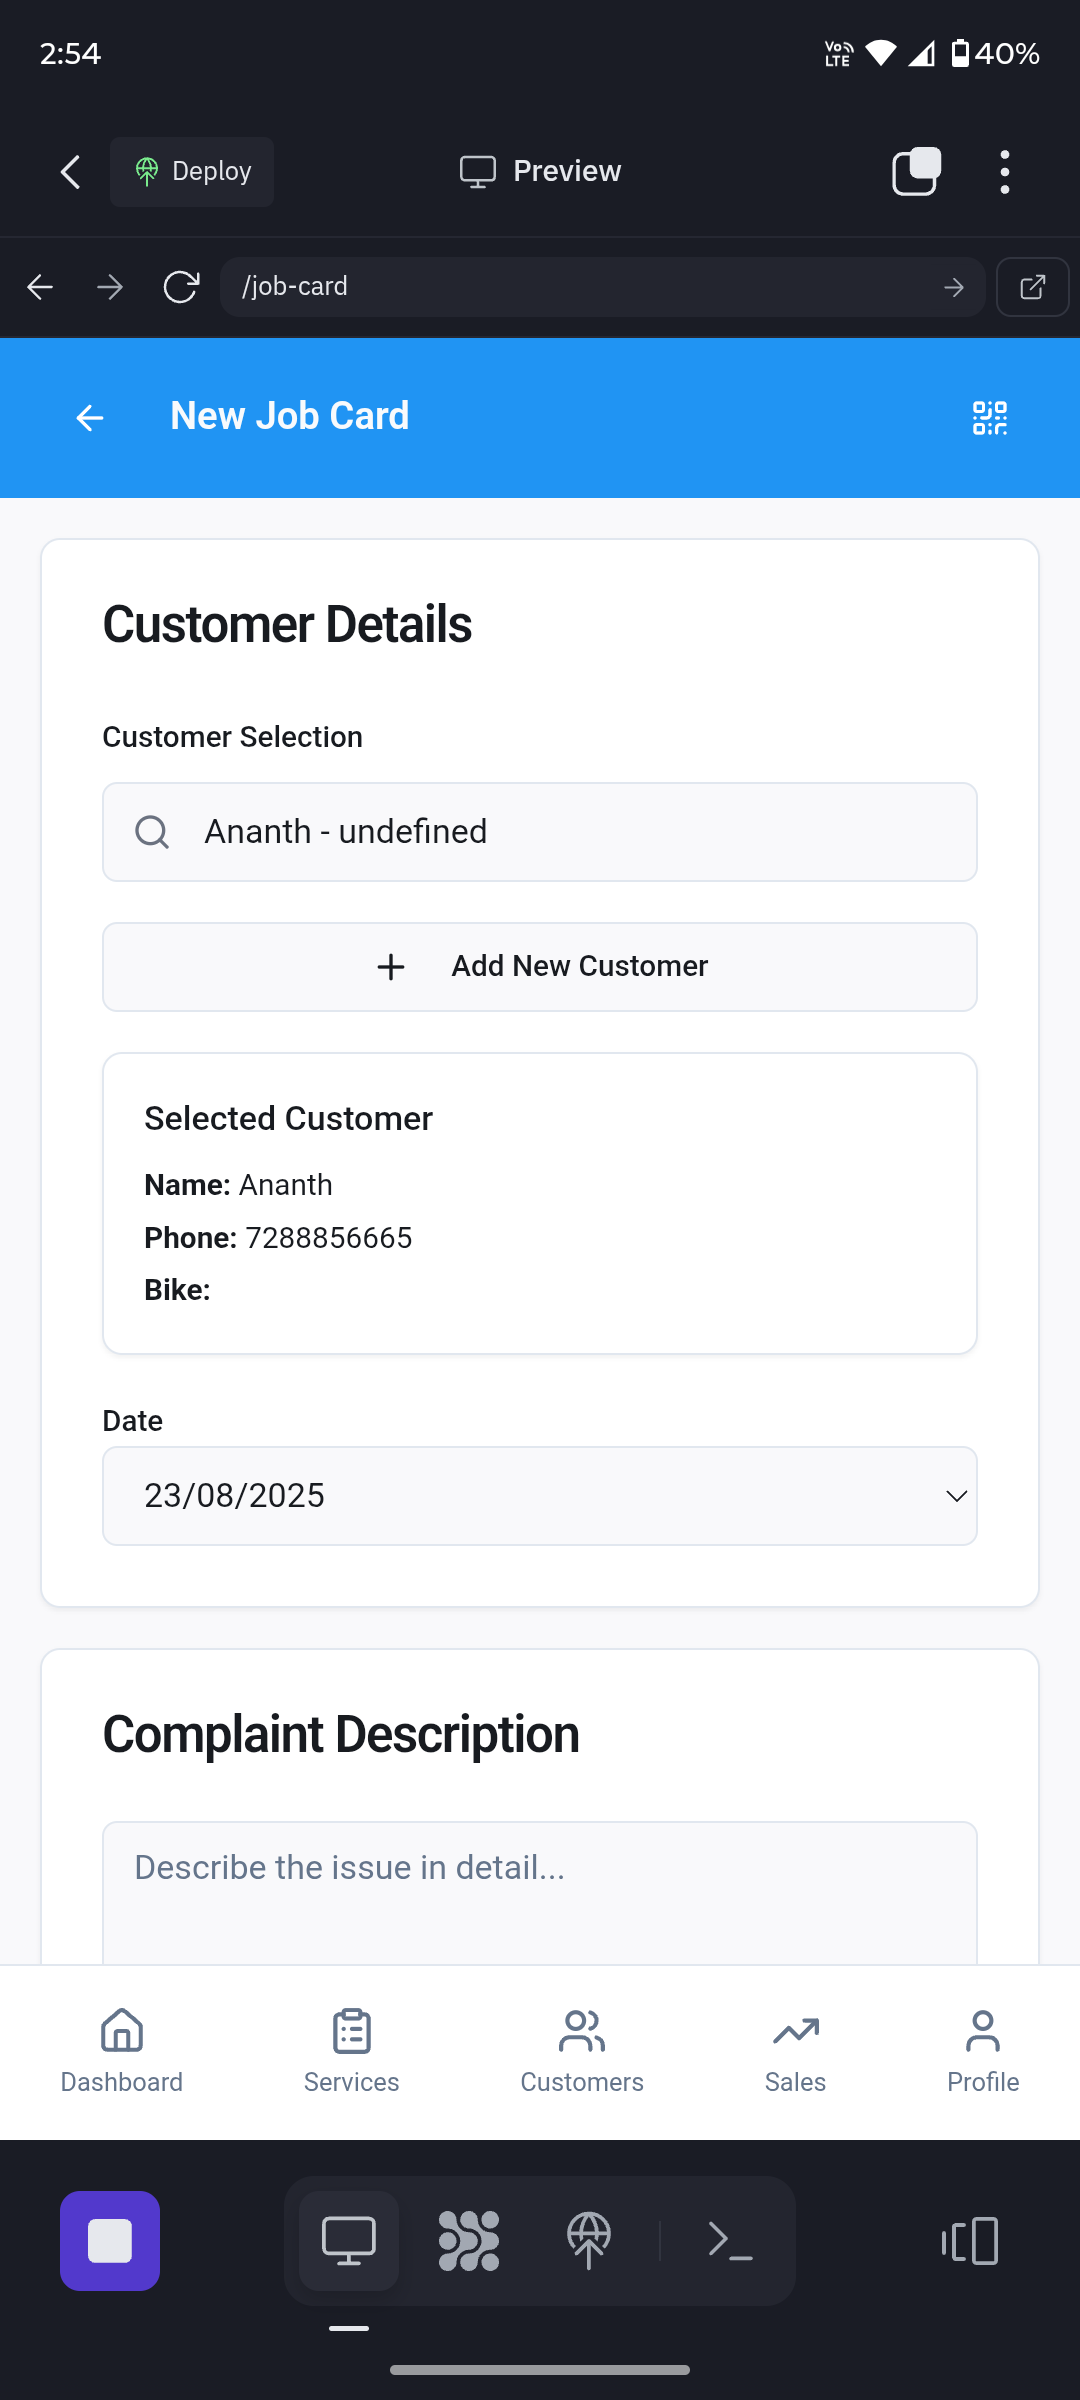 2:54
Vo LTE
40%
Deploy
Preview
/job-card
New Job Card
Customer Details
Customer Selection
Ananth - undefined
Add New Customer
Selected Customer
Name: Ananth
Phone: 7288856665
Bike:
Date
23/08/2025
Complaint Description
Describe the issue in detail...
Dashboard
Services
Customers
Sales
Profile